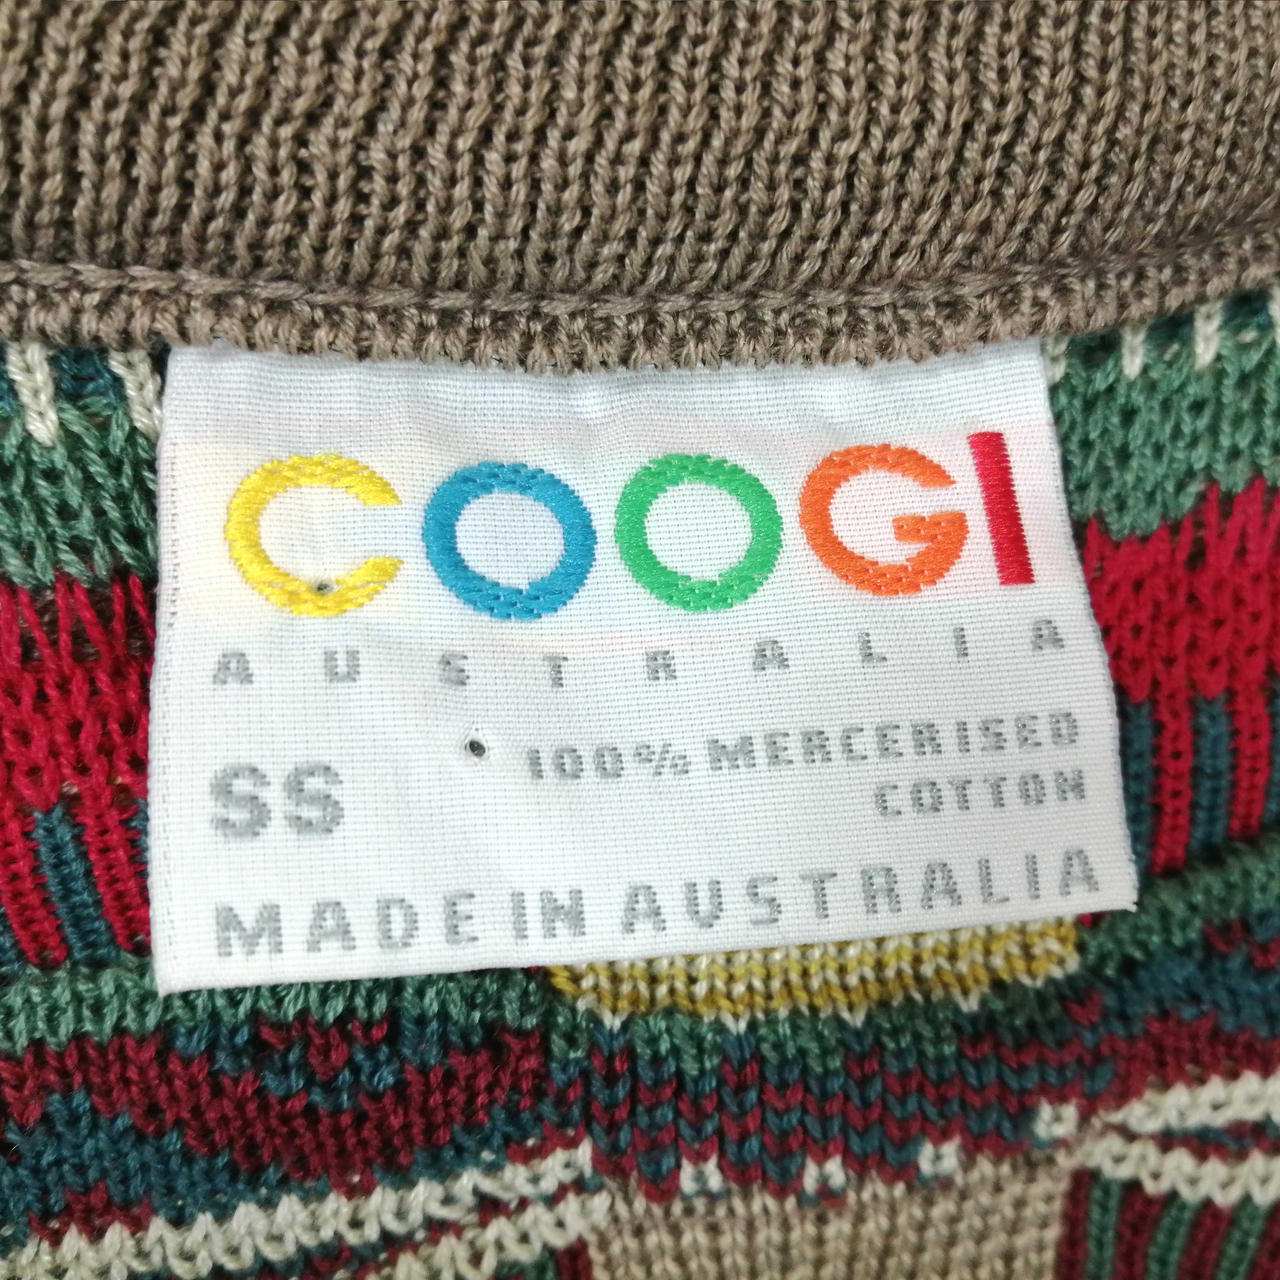 COOGI
AUSTRALIA
100% MERCERISED
SS
COTTON
MADE IN AUSTRALIA